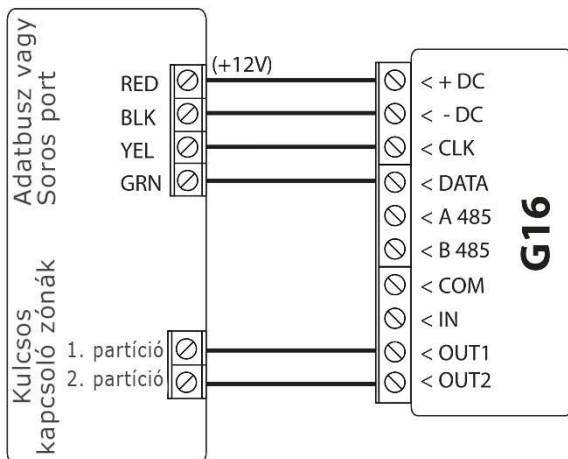 Adatbusz vagy
Soros port
RED
BLK
YEL
GRN
(+12V)
Kulcsos
kapcsoló zónák
1. partíció
2. partíció
< + DC
< - DC
< CLK
< DATA
< A 485
< B 485
< COM
< IN
< OUT1
< OUT2
G16